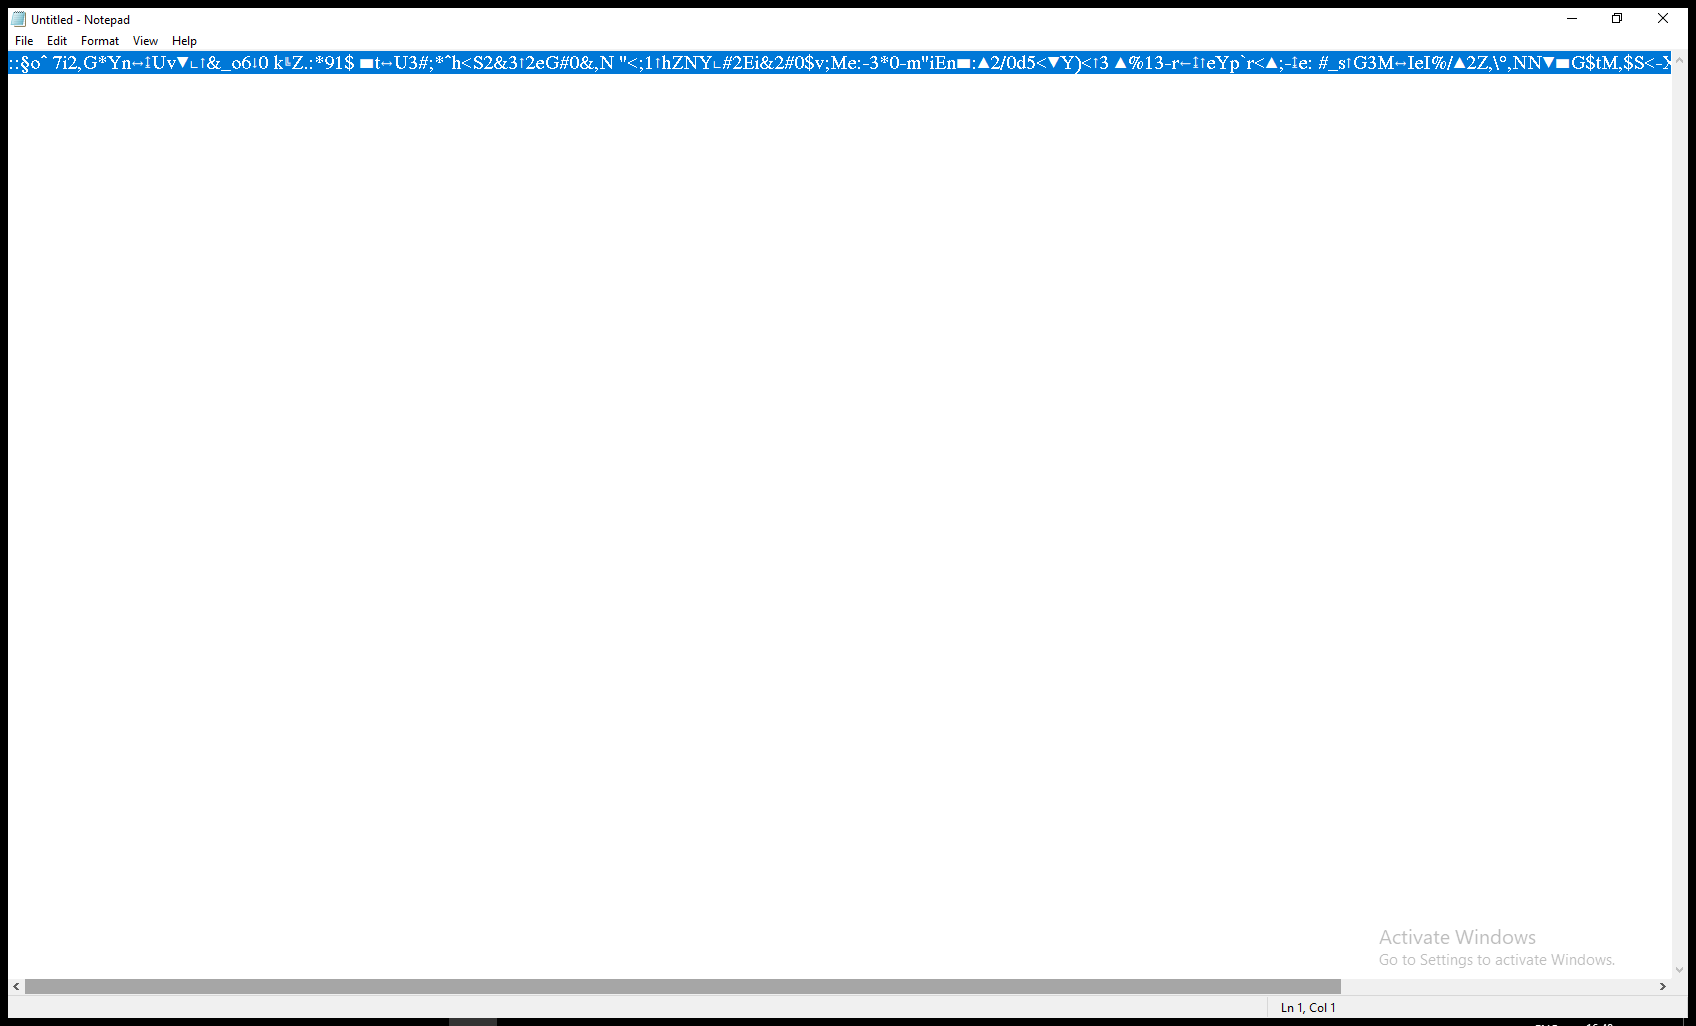 Untitled - Notepad
File Edit Format View Help
::§o^ 7i2,G*Yn↔↨Uv▼∟↑&_o6↓0 k╚Z.:*91$ ▬t↔U3#;*^h<S2&3↑2eG#0&,N "<;1↑hZNY∟#2Ei&2#0$v;Me:-3*0-m"iEn▬:▲2/0d5<▼Y)<↑3 ▲%13-r←↨↑eYp`r<▲;-↨e: #_s↑G3M↔IeI%/▲2Z,\°,NN▼▬G$tM,$S<-X
Activate Windows
Go to Settings to activate Windows.
Ln 1, Col 1